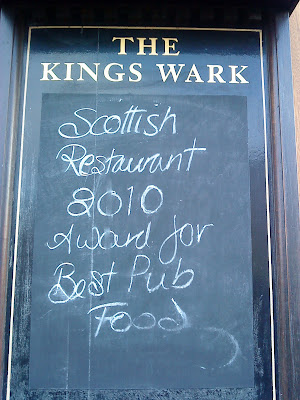 THE
KINGS WARK
Scottish
Restaurant
2010
Award for
Best Pub
Food